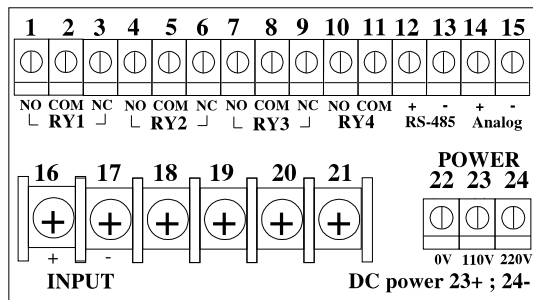 1 2 3 4 5 6 7 8 9 10 11 12 13 14 15
NO COM NC NO COM NC NO COM NC NO COM + - + -
RY1 RY2 RY3 RY4 RS-485 Analog
POWER
16 17 18 19 20 21 22 23 24
+ + + + + +
0V 110V 220V
+ -
INPUT DC power 23+ ; 24-